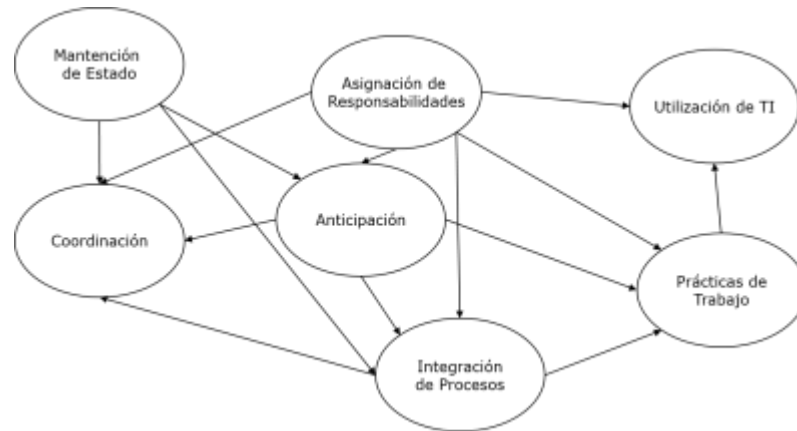 Mantención
de Estado
Asignación de
Responsabilidades
Utilización de TI
Coordinación
Anticipación
Prácticas de
Trabajo
Integración
de Procesos